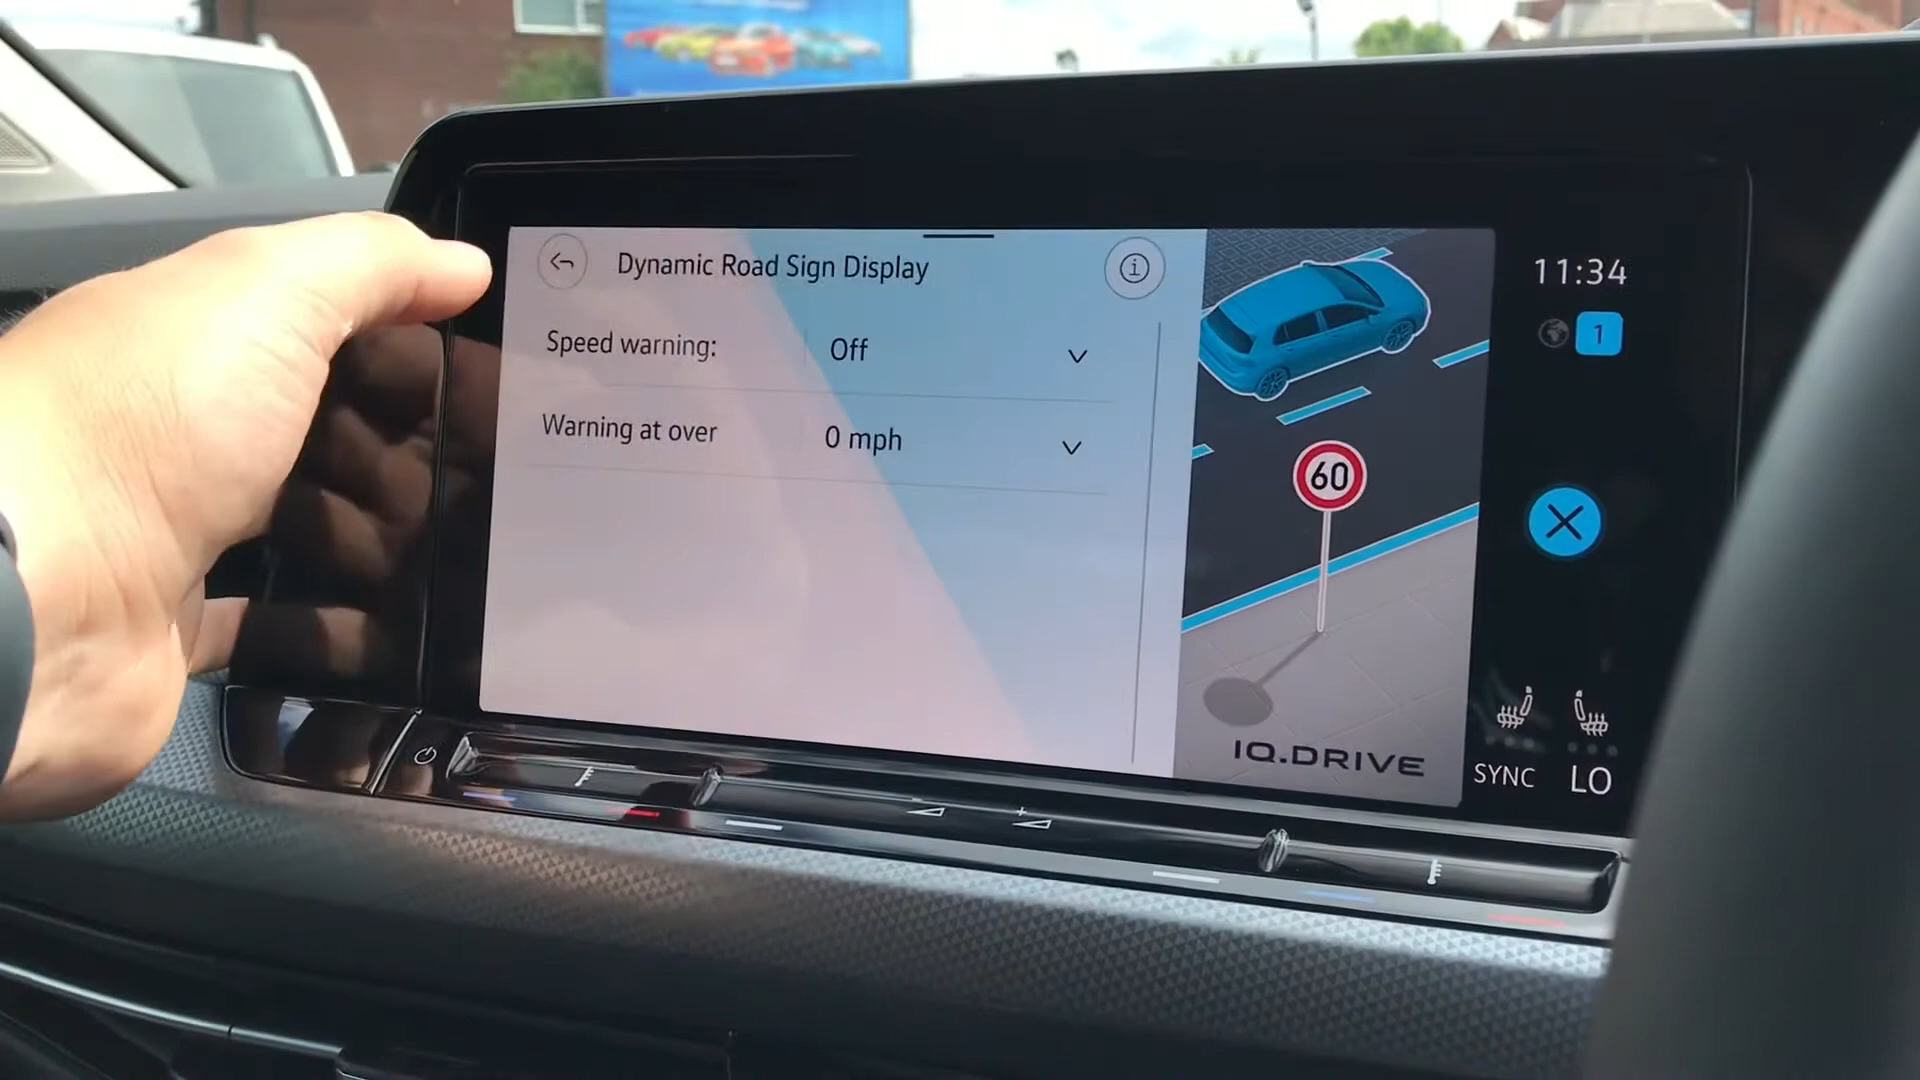 Dynamic Road Sign Display
11:34
1
Speed warning:
Off
Warning at over
0 mph
60
IQ.DRIVE
SYNC
LO